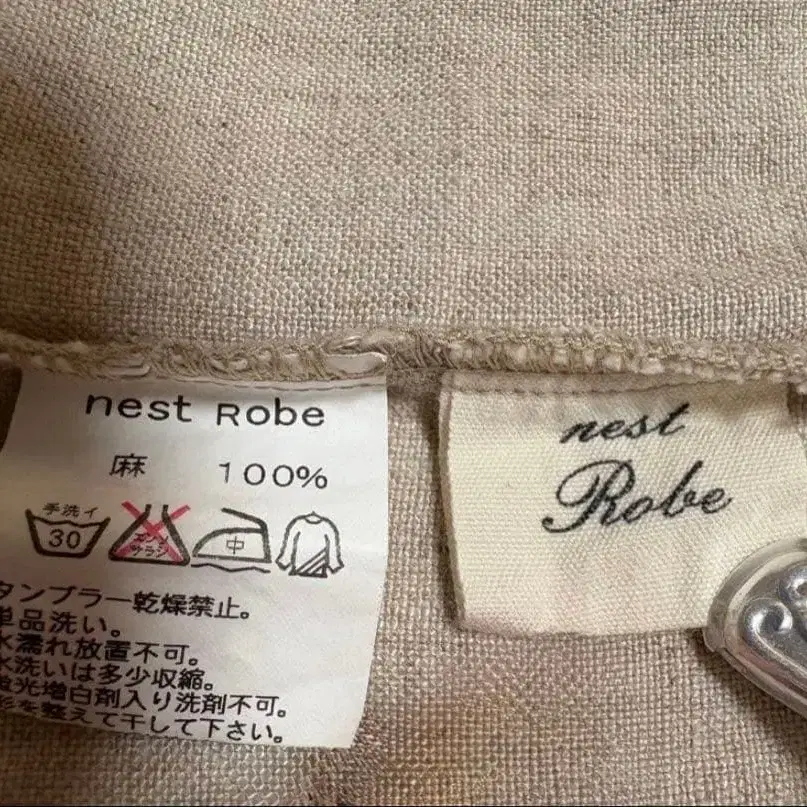 nest Robe
麻 100%
手洗イ
30
エンソ
サラシ
中
タンブラー乾燥禁止。
単品洗い。
水濡れ放置不可。
水洗いは多少収縮。
蛍光増白剤入り洗剤不可。
形を整えて干して下さい。
nest
Robe